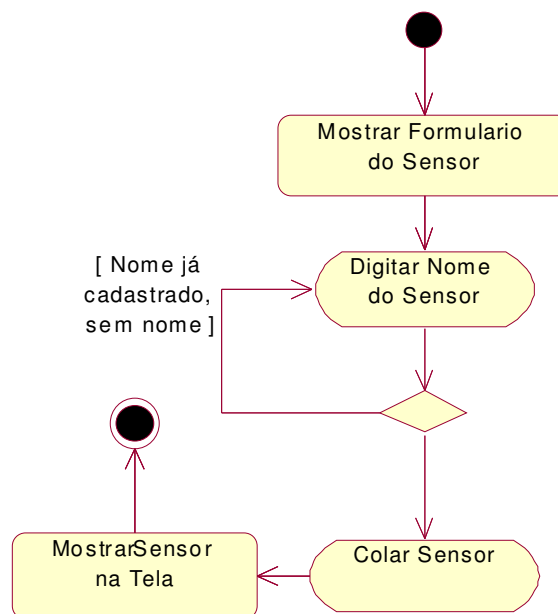 Mostrar Formulario
do Sensor
[ Nome já
cadastrado,
sem nome ]
Digitar Nome
do Sensor
Colar Sensor
MostrarSensor
na Tela